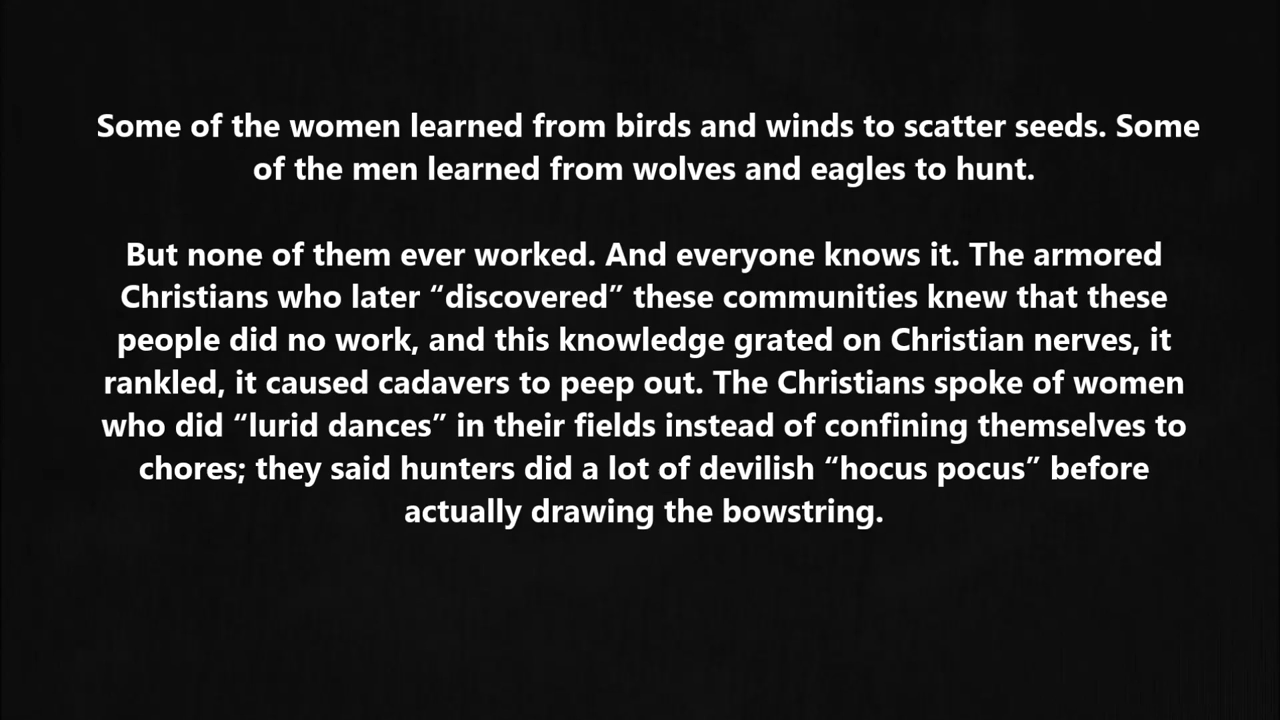 Some of the women learned from birds and winds to scatter seeds. Some
of the men learned from wolves and eagles to hunt.
But none of them ever worked. And everyone knows it. The armored
Christians who later “discovered” these communities knew that these
people did no work, and this knowledge grated on Christian nerves, it
rankled, it caused cadavers to peep out. The Christians spoke of women
who did “lurid dances” in their fields instead of confining themselves to
chores; they said hunters did a lot of devilish “hocus pocus” before
actually drawing the bowstring.